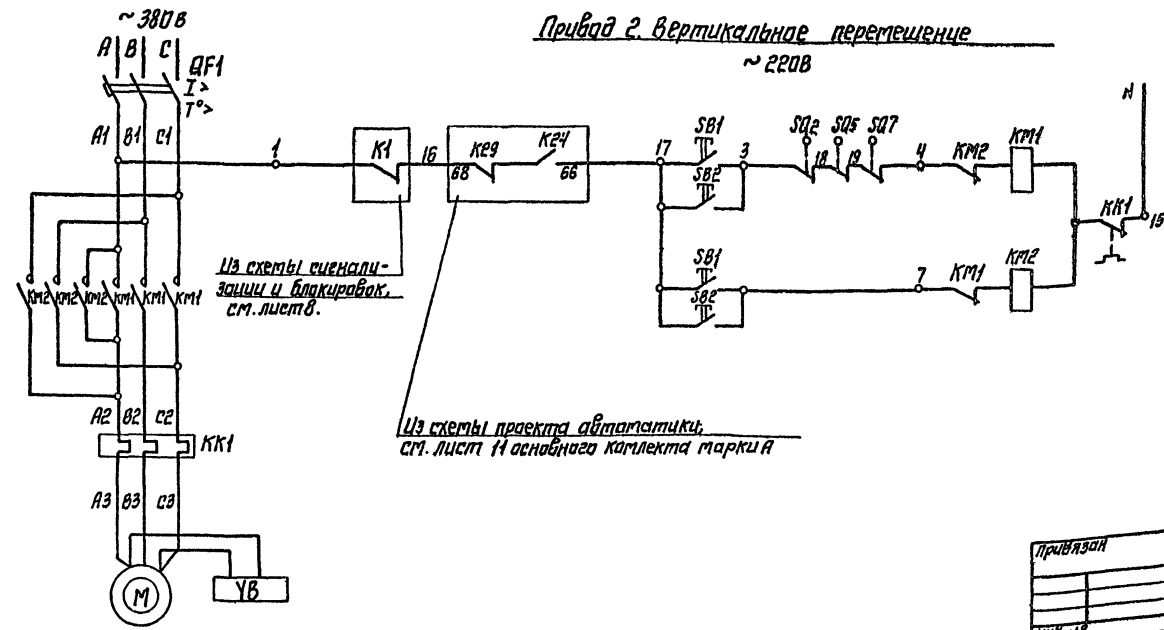 ~ 380 В
Привод 2. Вертикальное перемещение
~ 220В
A B C
QF1
I >
T° >
N
A1 B1 C1
1
K1
16
K29
K24
68
66
17
SB1
SB2
3
SQ2
SQ5
SQ7
18
19
4
KM2
KM1
KK1
15
Из схемы сигнали-
зации и блокировок,
см. лист 8.
SB1
SB2
7
KM1
KM2
KM2 KM2 KM2 KM1 KM1 KM1
Из схемы проекта автоматики,
см. лист 11 основного комлекта марки А
A2 B2 C2
KK1
A3 B3 C3
M
YB
Привязан